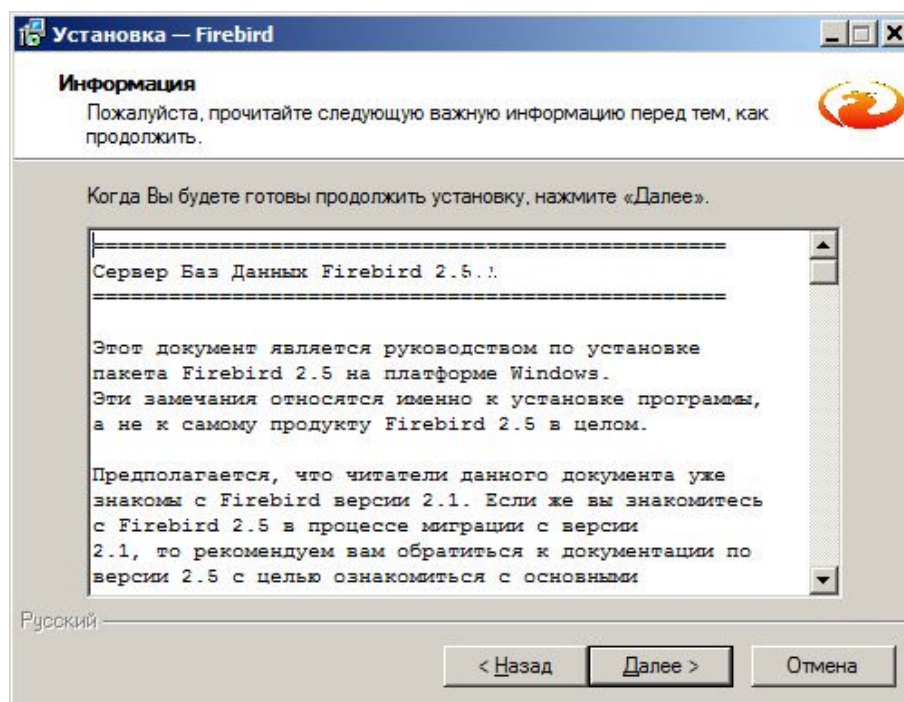 Установка — Firebird
Информация
Пожалуйста, прочитайте следующую важную информацию перед тем, как
продолжить.
Когда Вы будете готовы продолжить установку, нажмите «Далее».
==================================================
Сервер Баз Данных Firebird 2.5.
==================================================
Этот документ является руководством по установке
пакета Firebird 2.5 на платформе Windows.
Эти замечания относятся именно к установке программы,
а не к самому продукту Firebird 2.5 в целом.
Предполагается, что читатели данного документа уже
знакомы с Firebird версии 2.1. Если же вы знакомитесь
с Firebird 2.5 в процессе миграции с версии
2.1, то рекомендуем вам обратиться к документации по
версии 2.5 с целью ознакомиться с основными
Русский
< Назад
Далее >
Отмена